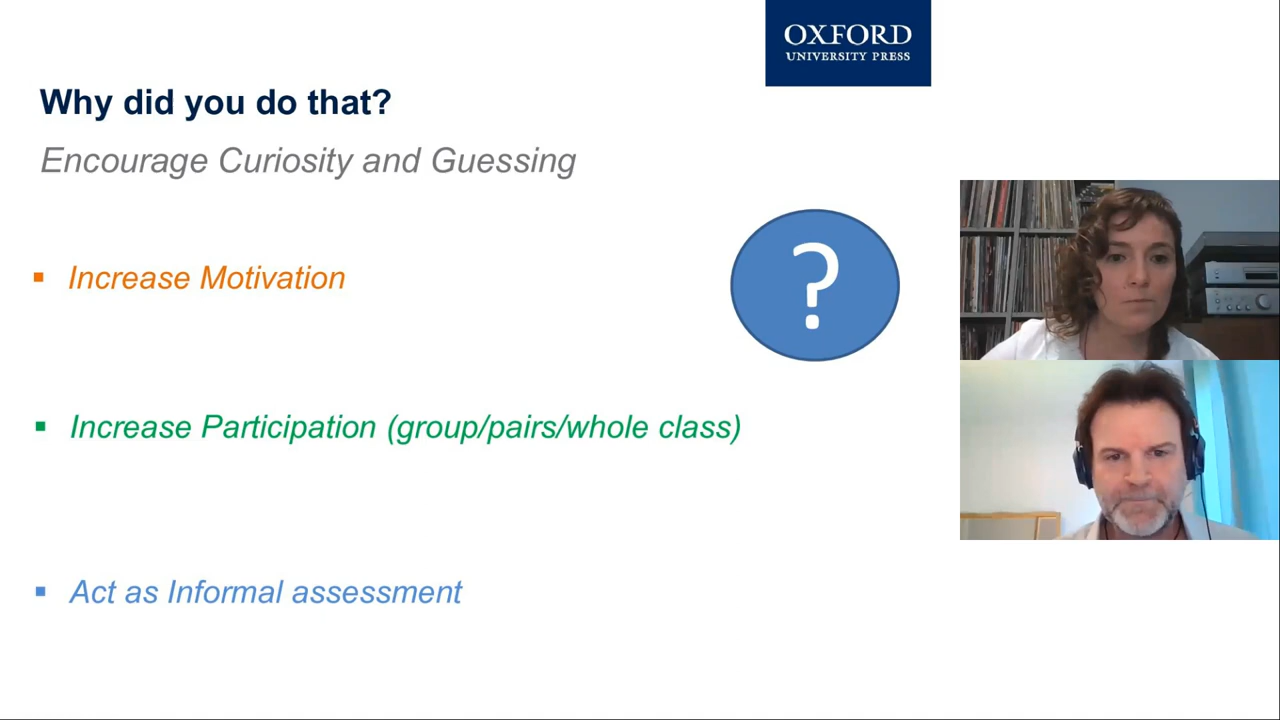 OXFORD
UNIVERSITY PRESS
Why did you do that?
Encourage Curiosity and Guessing
▪ Increase Motivation
?
▪ Increase Participation (group/pairs/whole class)
▪ Act as Informal assessment